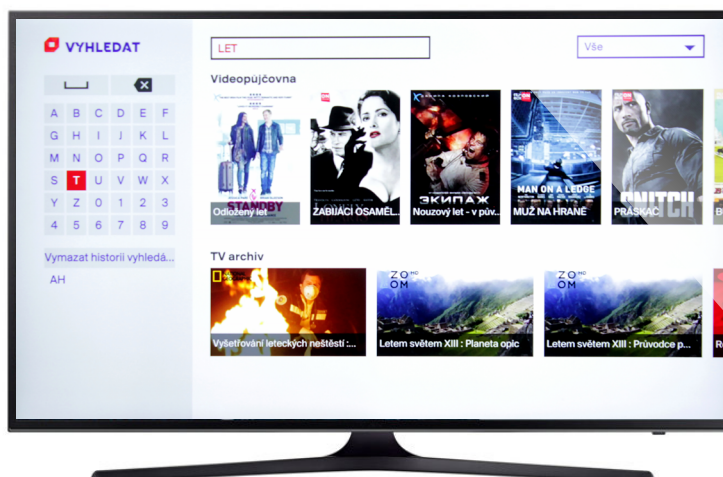 VYHLEDAT
LET
Vše
Videopůjčovna
A B C D E F
G H I J K L
M N O P Q R
S T U V W X
Y Z 0 1 2 3
4 5 6 7 8 9
Vymazat historii vyhledá...
AH
STANDBY
Odložený let
ZABIJÁCI OSAMĚL...
ЭКИПАЖ
Nouzový let - v pův...
MAN ON A LEDGE
MUŽ NA HRANĚ
SNITCH
PRÁSKAČ
TV archiv
Vyšetřování leteckých neštěstí :...
ZOOM
Letem světem XIII : Planeta opic
ZOOM
Letem světem XIII : Průvodce p...